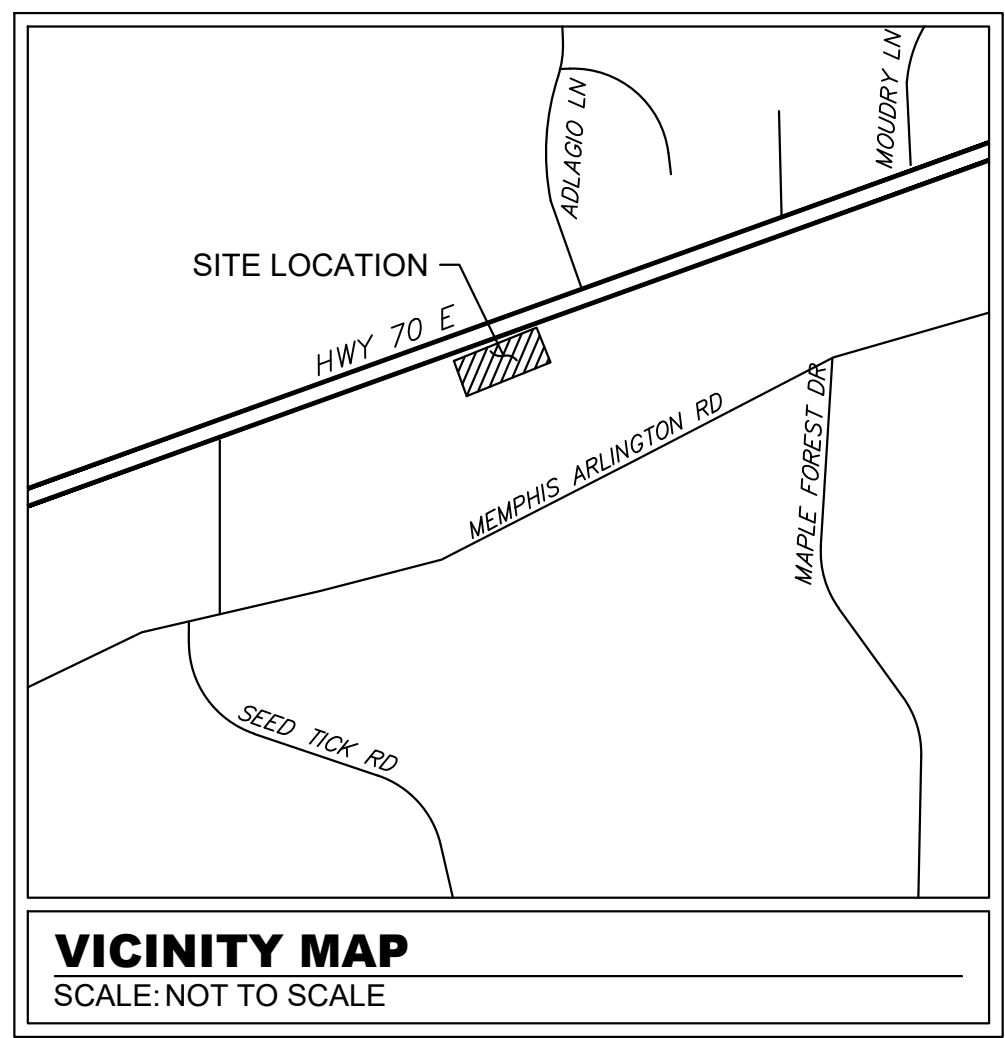 MOUDRY LN
ADLAGIO LN
SITE LOCATION
HWY 70 E
MEMPHIS ARLINGTON RD
MAPLE FOREST DR
SEED TICK RD
VICINITY MAP
SCALE: NOT TO SCALE